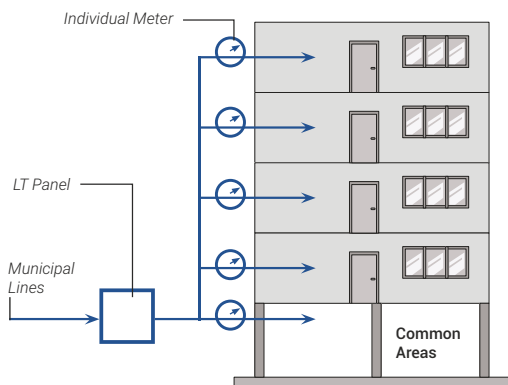 Individual Meter
LT Panel
Municipal
Lines
Common
Areas